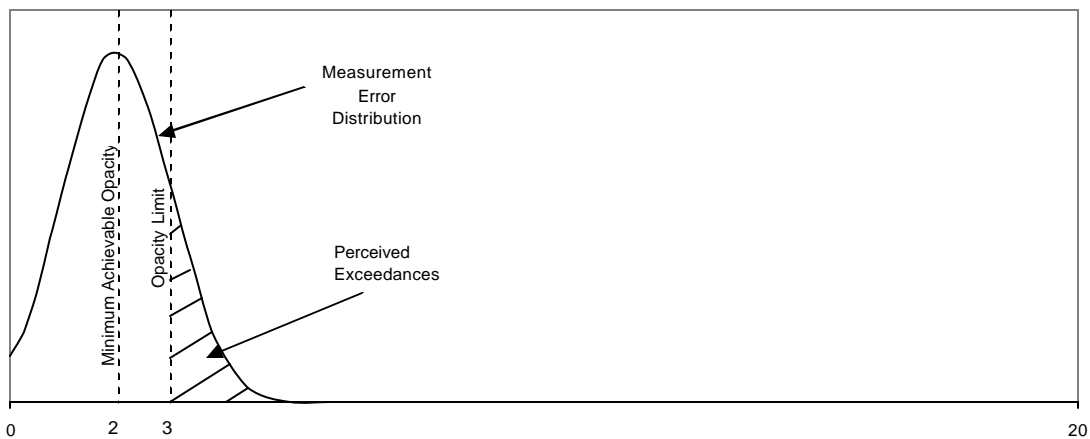 Measurement
Error
Distribution
Minimum Achievable Opacity
Opacity Limit
Perceived
Exceedances
0
2
3
20